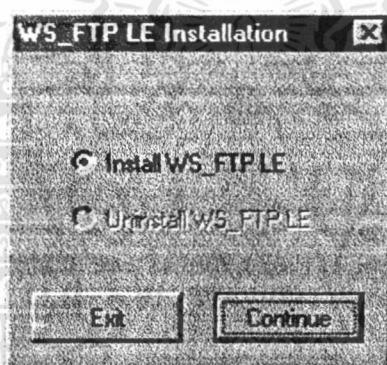 WS_FTP LE Installation
Install WS_FTP LE
Uninstall WS_FTP LE
Exit
Continue